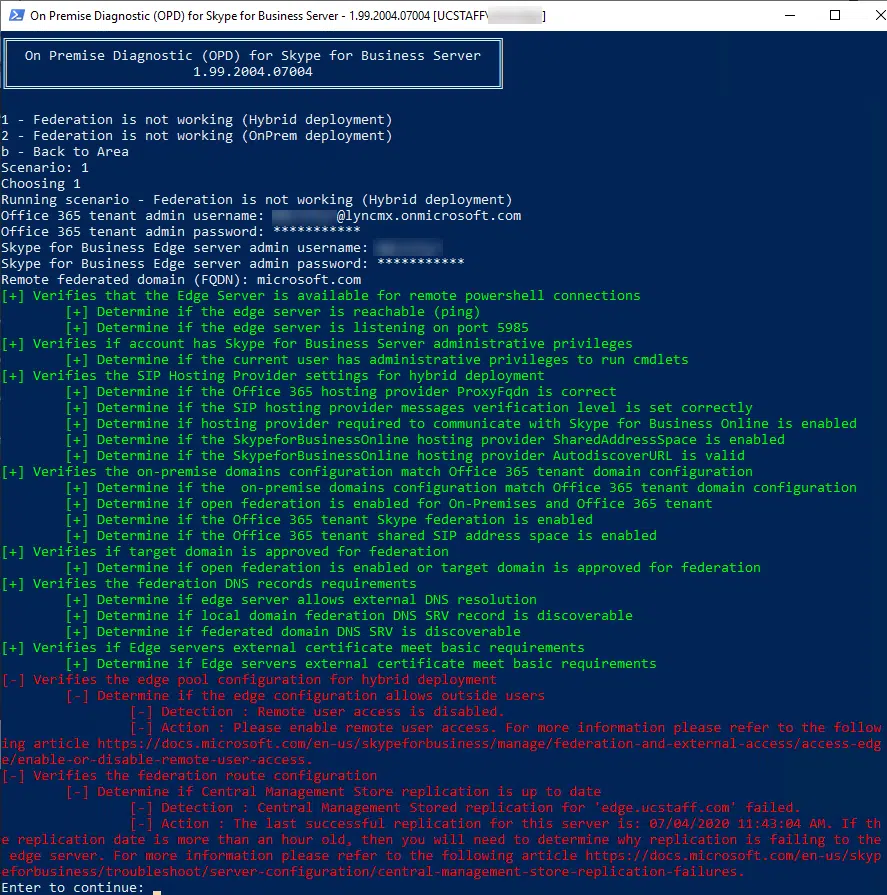 On Premise Diagnostic (OPD) for Skype for Business Server - 1.99.2004.07004 [UCSTAFF\ ]
On Premise Diagnostic (OPD) for Skype for Business Server
1.99.2004.07004
1 - Federation is not working (Hybrid deployment)
2 - Federation is not working (OnPrem deployment)
b - Back to Area
Scenario: 1
Choosing 1
Running scenario - Federation is not working (Hybrid deployment)
Office 365 tenant admin username: @lyncmx.onmicrosoft.com
Office 365 tenant admin password: ***********
Skype for Business Edge server admin username:
Skype for Business Edge server admin password: ***********
Remote federated domain (FQDN): microsoft.com
[+] Verifies that the Edge Server is available for remote powershell connections
[+] Determine if the edge server is reachable (ping)
[+] Determine if the edge server is listening on port 5985
[+] Verifies if account has Skype for Business Server administrative privileges
[+] Determine if the current user has administrative privileges to run cmdlets
[+] Verifies the SIP Hosting Provider settings for hybrid deployment
[+] Determine if the Office 365 hosting provider ProxyFqdn is correct
[+] Determine if the SIP hosting provider messages verification level is set correctly
[+] Determine if hosting provider required to communicate with Skype for Business Online is enabled
[+] Determine if the SkypeforBusinessOnline hosting provider SharedAddressSpace is enabled
[+] Determine if the SkypeforBusinessOnline hosting provider AutodiscoverURL is valid
[+] Verifies the on-premise domains configuration match Office 365 tenant domain configuration
[+] Determine if the  on-premise domains configuration match Office 365 tenant domain configuration
[+] Determine if open federation is enabled for On-Premises and Office 365 tenant
[+] Determine if the Office 365 tenant Skype federation is enabled
[+] Determine if the Office 365 tenant shared SIP address space is enabled
[+] Verifies if target domain is approved for federation
[+] Determine if open federation is enabled or target domain is approved for federation
[+] Verifies the federation DNS records requirements
[+] Determine if edge server allows external DNS resolution
[+] Determine if local domain federation DNS SRV record is discoverable
[+] Determine if federated domain DNS SRV is discoverable
[+] Verifies if Edge servers external certificate meet basic requirements
[+] Determine if Edge servers external certificate meet basic requirements
[-] Verifies the edge pool configuration for hybrid deployment
[-] Determine if the edge configuration allows outside users
[-] Detection : Remote user access is disabled.
[-] Action : Please enable remote user access. For more information please refer to the follow
ing article https://docs.microsoft.com/en-us/skypeforbusiness/manage/federation-and-external-access/access-edg
e/enable-or-disable-remote-user-access.
[-] Verifies the federation route configuration
[-] Determine if Central Management Store replication is up to date
[-] Detection : Central Management Stored replication for 'edge.ucstaff.com' failed.
[-] Action : The last successful replication for this server is: 07/04/2020 11:43:04 AM. If th
e replication date is more than an hour old, then you will need to determine why replication is failing to the
edge server. For more information please refer to the following article https://docs.microsoft.com/en-us/skyp
eforbusiness/troubleshoot/server-configuration/central-management-store-replication-failures.
Enter to continue: